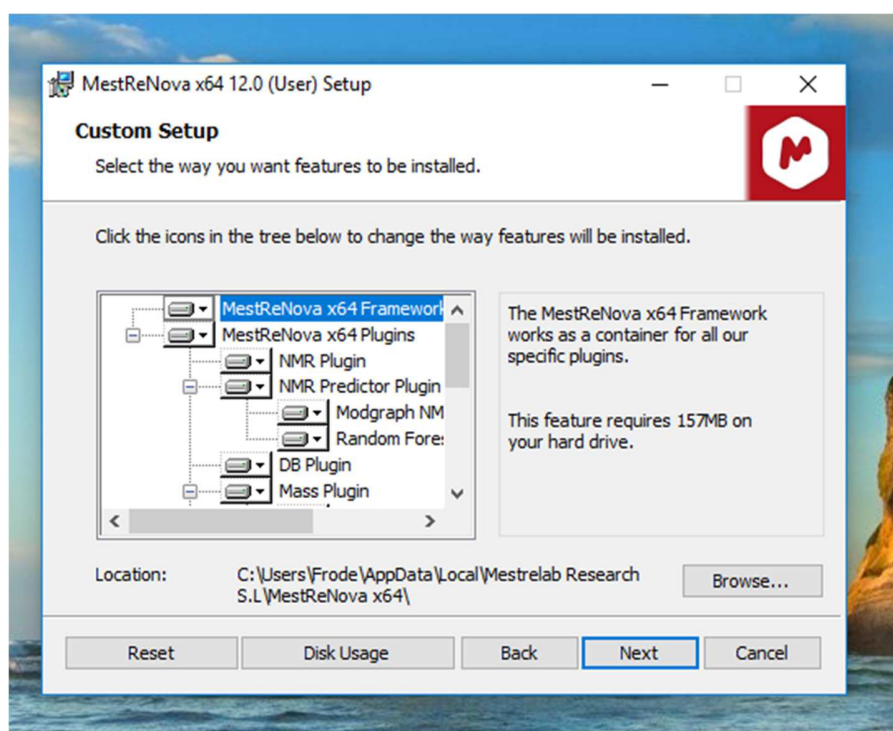 MestReNova x64 12.0 (User) Setup
Custom Setup
Select the way you want features to be installed.
Click the icons in the tree below to change the way features will be installed.
MestReNova x64 Framework
MestReNova x64 Plugins
NMR Plugin
NMR Predictor Plugin
Modgraph NM
Random Fore
DB Plugin
Mass Plugin
The MestReNova x64 Framework
works as a container for all our
specific plugins.
This feature requires 157MB on
your hard drive.
Location:
C:\Users\Frode\AppData\Local\Mestrelab Research
S.L\MestReNova x64\
Browse...
Reset
Disk Usage
Back
Next
Cancel